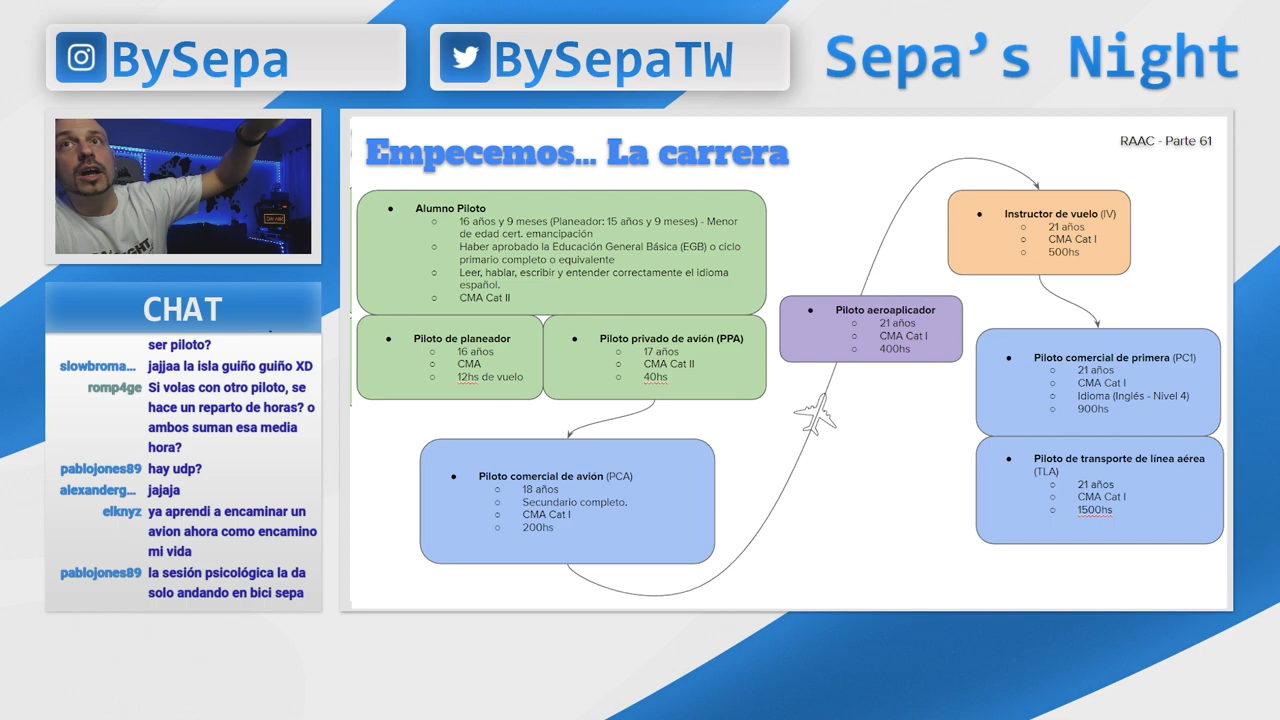 BySepa
BySepaTW
Sepa's Night
CHAT
ser piloto?
slowbroma... jajjaa la isla guiño guiño XD
romp4ge Si volas con otro piloto, se
hace un reparto de horas? o
ambos suman esa media
hora?
pablojones89 hay udp?
alexanderg... jajaja
elknyz ya aprendi a encaminar un
avion ahora como encamino
mi vida
pablojones89 la sesión psicológica la da
solo andando en bici sepa
Empecemos... La carrera
RAAC - Parte 61
Alumno Piloto
16 años y 9 meses (Planeador: 15 años y 9 meses) - Menor
de edad cert. emancipación
Haber aprobado la Educación General Básica (EGB) o ciclo
primario completo o equivalente
Leer, hablar, escribir y entender correctamente el idioma
español.
CMA Cat II
Piloto de planeador
16 años
CMA
12hs de vuelo
Piloto privado de avión (PPA)
17 años
CMA Cat II
40hs
Piloto comercial de avión (PCA)
18 años
Secundario completo.
CMA Cat I
200hs
Piloto aeroaplicador
21 años
CMA Cat I
400hs
Instructor de vuelo (IV)
21 años
CMA Cat I
500hs
Piloto comercial de primera (PC1)
21 años
CMA Cat I
Idioma (Inglés - Nivel 4)
900hs
Piloto de transporte de línea aérea
(TLA)
21 años
CMA Cat I
1500hs